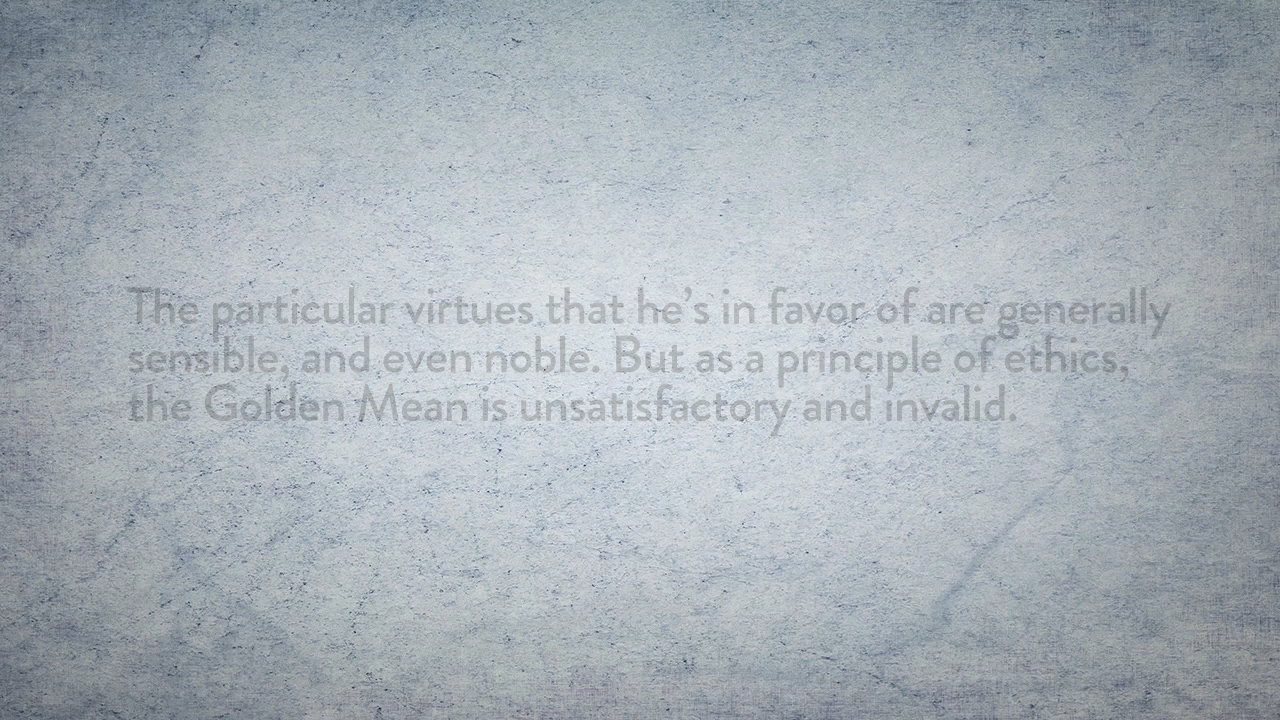 The particular virtues that he’s in favor of are generally
sensible, and even noble. But as a principle of ethics,
the Golden Mean is unsatisfactory and invalid.